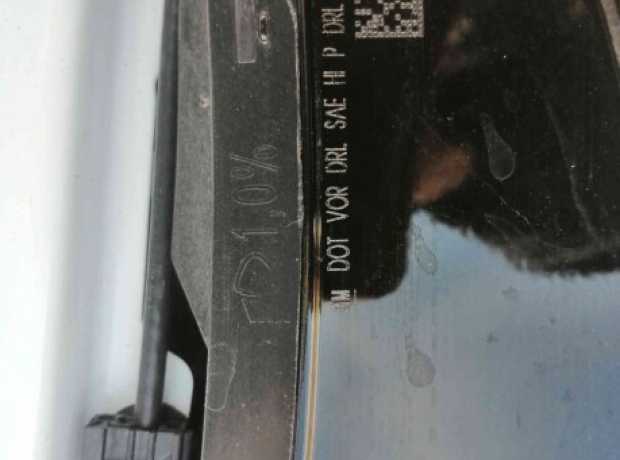 DOT VOR DRL SAE HI P DRL
1,0%